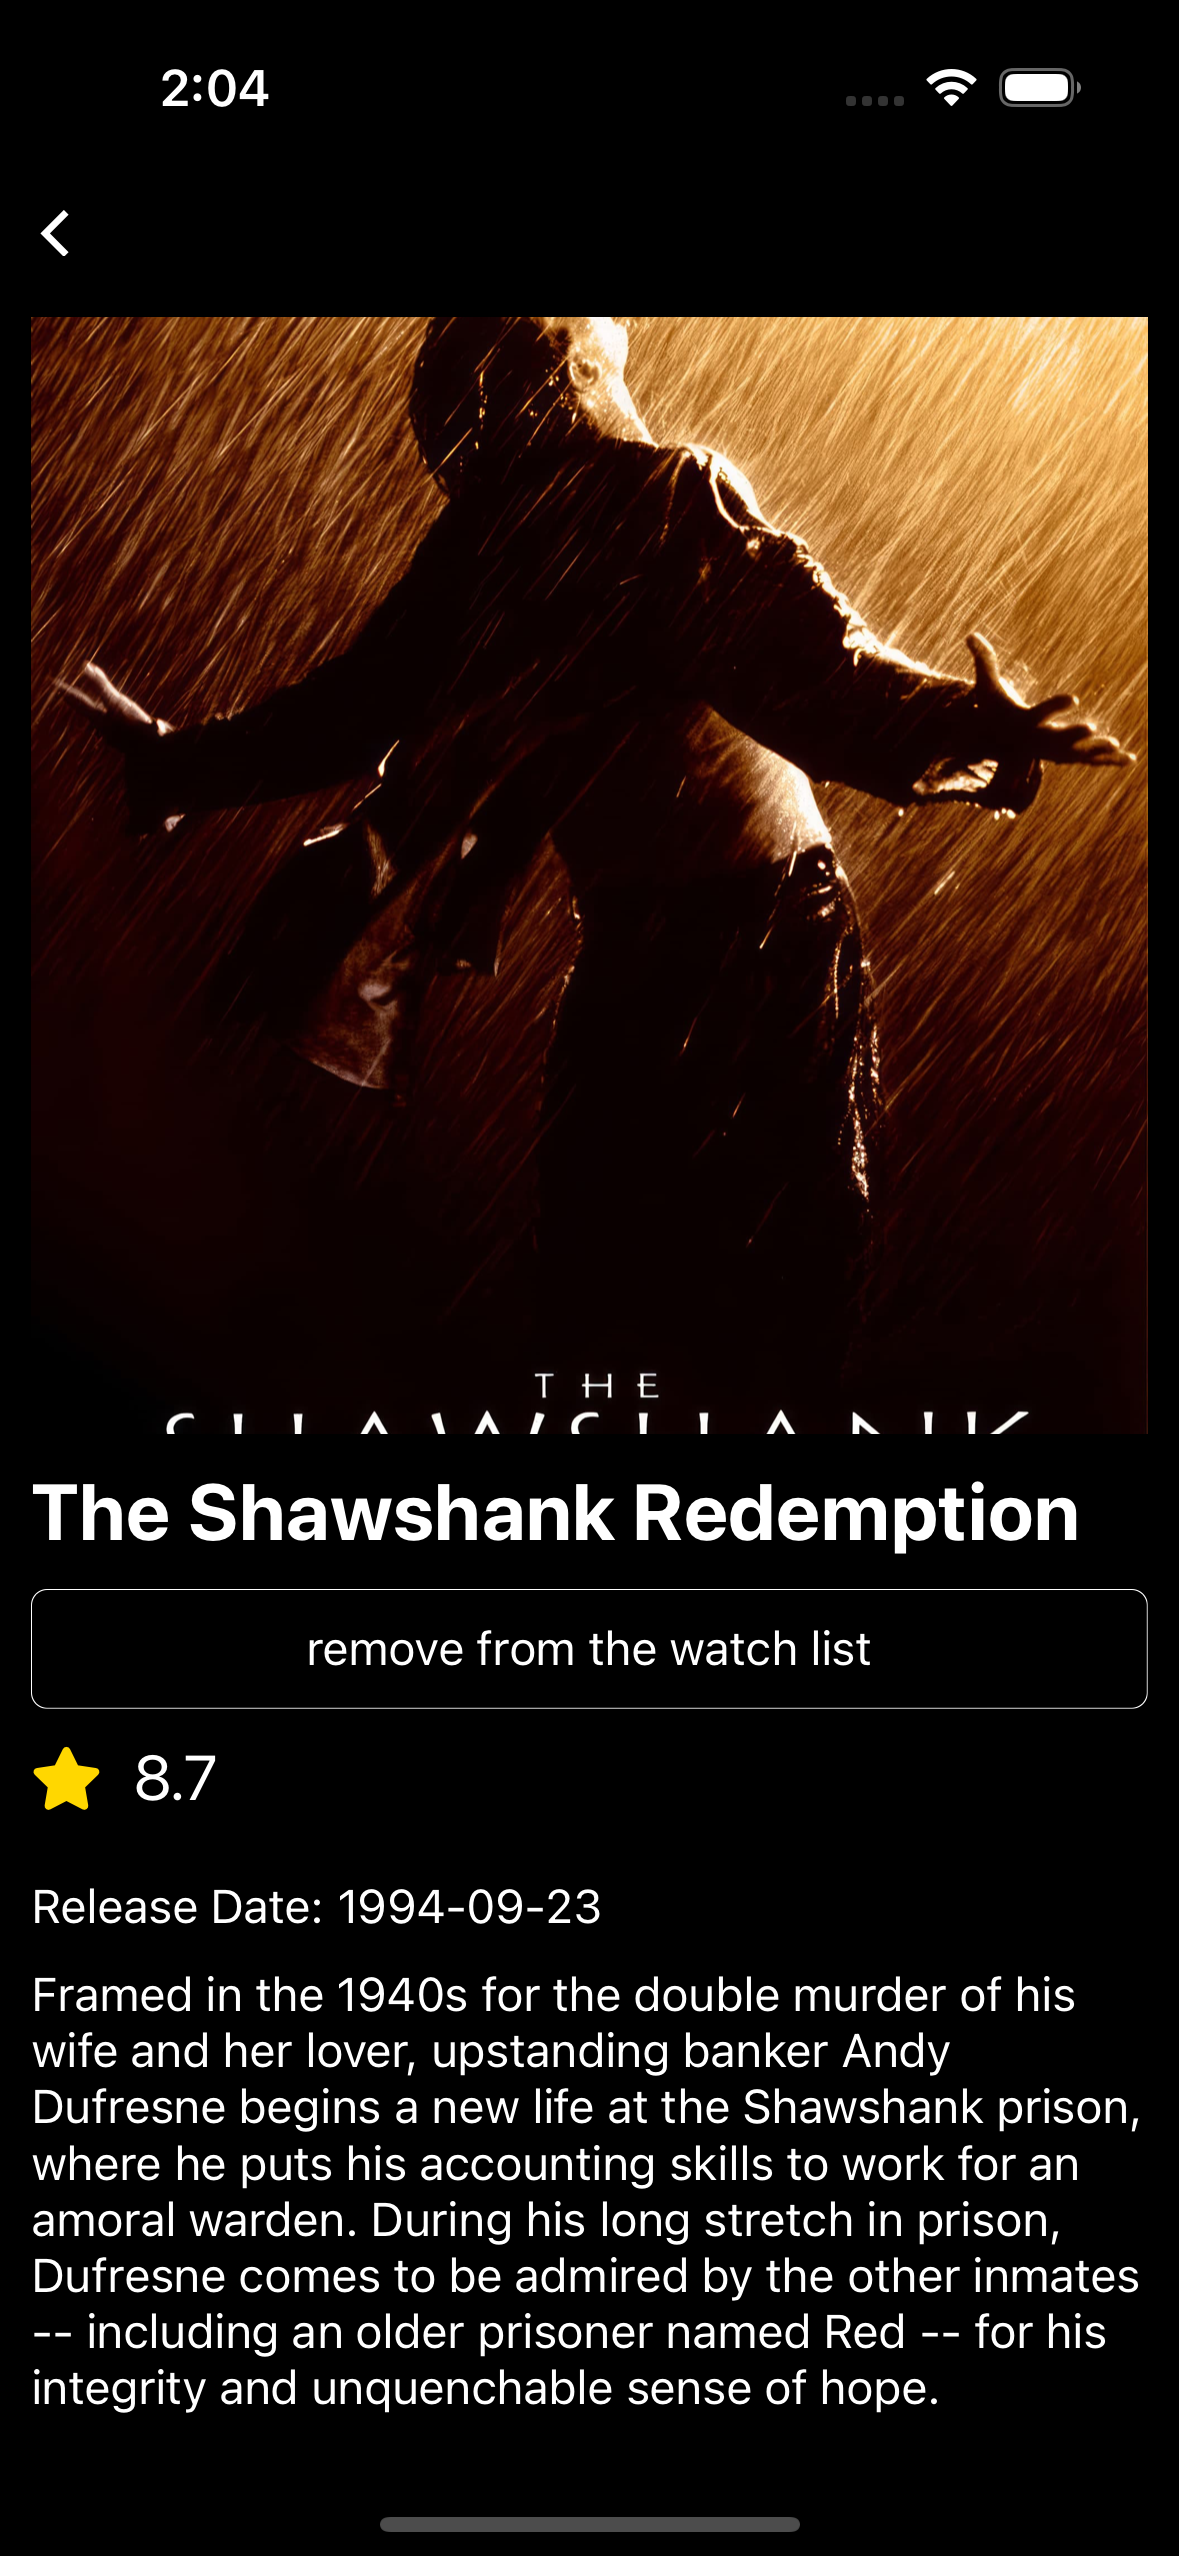 2:04
THE
The Shawshank Redemption
remove from the watch list
8.7
Release Date: 1994-09-23
Framed in the 1940s for the double murder of his
wife and her lover, upstanding banker Andy
Dufresne begins a new life at the Shawshank prison,
where he puts his accounting skills to work for an
amoral warden. During his long stretch in prison,
Dufresne comes to be admired by the other inmates
-- including an older prisoner named Red -- for his
integrity and unquenchable sense of hope.